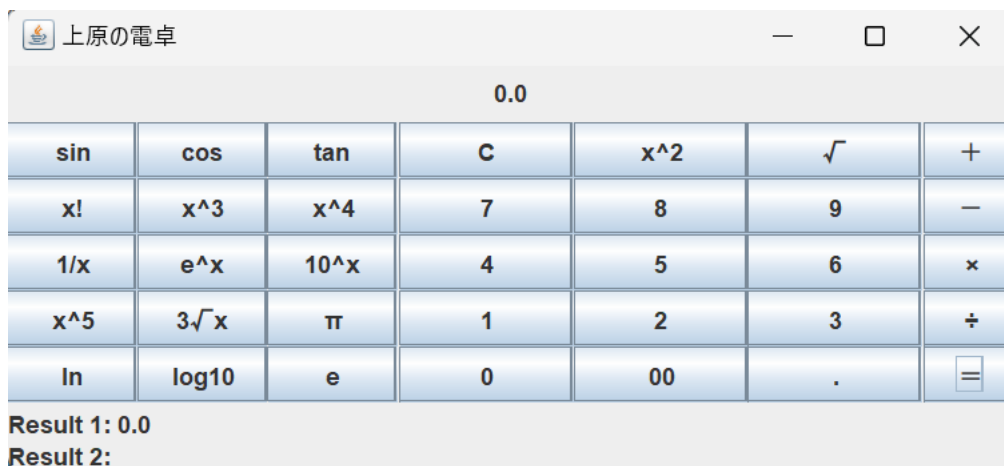 上原の電卓
0.0
sin cos tan C x^2 √ +
x! x^3 x^4 7 8 9 −
1/x e^x 10^x 4 5 6 ×
x^5 3√x π 1 2 3 ÷
ln log10 e 0 00 . =
Result 1: 0.0
Result 2: